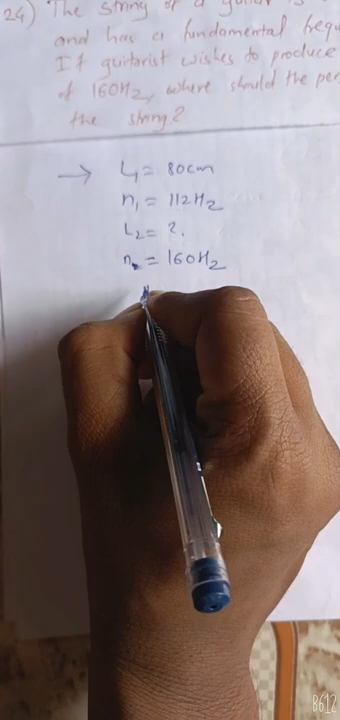 24) The string of a guitar is
and has a fundamental frequ
If guitarist wishes to produce
of 160Hz, where should the per
the string?
→ L₁ = 80cm
n₁ = 112Hz
L₂ = ?.
n₂ = 160Hz
B612